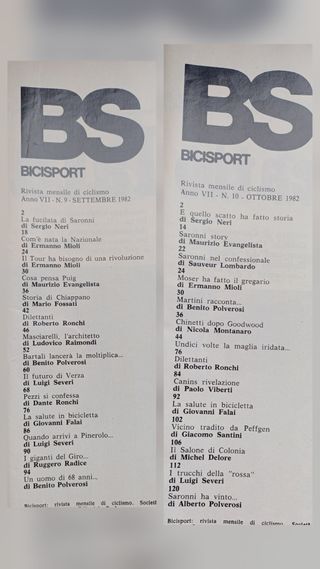 BS
BICISPORT
Rivista mensile di ciclismo
Anno VII - N. 9 - SETTEMBRE 1982
2
La fucilata di Saronni
di Sergio Neri
18
Com'è nata la Nazionale
di Ermanno Mioli
24
Il Tour ha bisogno di una rivoluzione
di Ermanno Mioli
30
Cosa pensa Puig
di Maurizio Evangelista
36
Storia di Chiappano
di Mario Fossati
42
Dilettanti
di Roberto Ronchi
46
Masciarelli, l'architetto
di Ludovico Raimondi
52
Bartali lancerà la moltiplica...
di Benito Polverosi
60
Il futuro di Verza
di Luigi Severi
68
Pezzi si confessa
di Dante Ronchi
76
La salute in bicicletta
di Giovanni Falai
86
Quando arrivi a Pinerolo...
di Luigi Severi
90
I giganti del Giro...
di Ruggero Radice
94
Un uomo di 68 anni...
di Benito Polverosi
Bicisport: rivista mensile di ciclismo. Società
BS
BICISPORT
Rivista mensile di ciclismo
Anno VII - N. 10 - OTTOBRE 1982
2
E quello scatto ha fatto storia
di Sergio Neri
14
Saronni story
di Maurizio Evangelista
22
Saronni nel confessionale
di Sauveur Lombardo
24
Moser ha fatto il gregario
di Ermanno Mioli
30
Martini racconta...
di Benito Polverosi
36
Chinetti dopo Goodwood
di Nicola Montanaro
44
Undici volte la maglia iridata...
76
Dilettanti
di Roberto Ronchi
84
Canins rivelazione
di Paolo Viberti
92
La salute in bicicletta
di Giovanni Falai
102
Vicino tradito da Peffgen
di Giacomo Santini
106
Il Salone di Colonia
di Michel Delore
112
I trucchi della "rossa"
di Luigi Severi
120
Saronni ha vinto...
di Alberto Polverosi
Bicisport: rivista mensile di ciclismo. Società